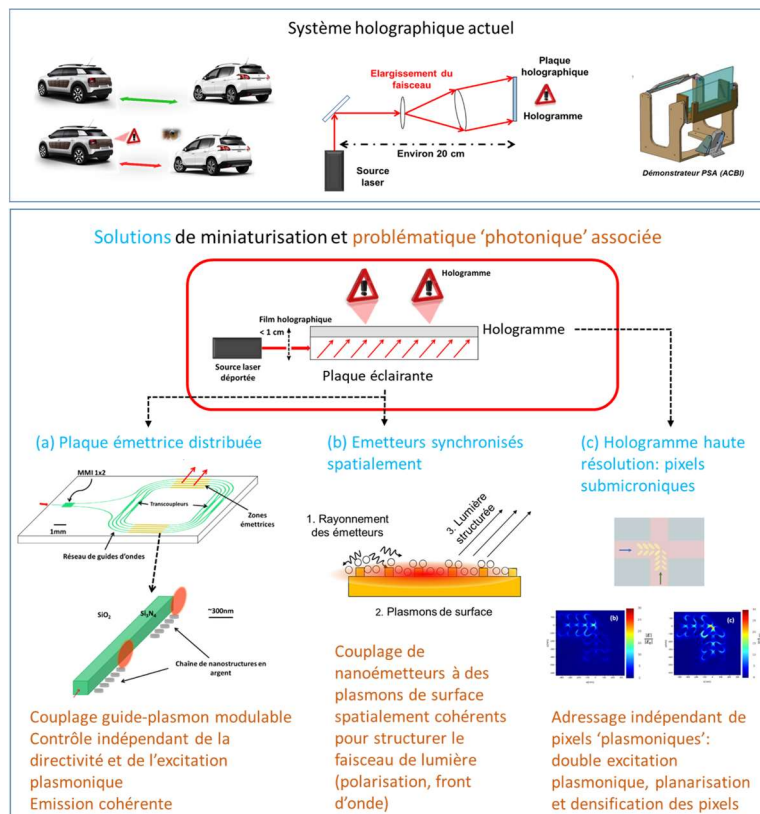 Système holographique actuel
Elargissement du
faisceau
Plaque
holographique
Hologramme
Environ 20 cm
Source
laser
Démonstrateur PSA (ACBI)
Solutions de miniaturisation et problématique 'photonique' associée
Hologramme
Film holographique
< 1 cm
Hologramme
Source laser
déportée
Plaque éclairante
(a) Plaque émettrice distribuée
MMI 1x2
Transcoupleurs
Zones
émettrices
1mm
Réseau de guides d'ondes
SiO2
Si3N4
~300nm
Chaîne de nanostructures en
argent
Couplage guide-plasmon modulable
Contrôle indépendant de la
directivité et de l'excitation
plasmonique
Emission cohérente
(b) Emetteurs synchronisés
spatialement
1. Rayonnement
des émetteurs
3. Lumière
structurée
2. Plasmons de surface
Couplage de
nanoémetteurs à des
plasmons de surface
spatialement cohérents
pour structurer le
faisceau de lumière
(polarisation, front
d'onde)
(c) Hologramme haute
résolution: pixels
submicroniques
(b)
(c)
Adressage indépendant de
pixels 'plasmoniques':
double excitation
plasmonique, planarisation
et densification des pixels